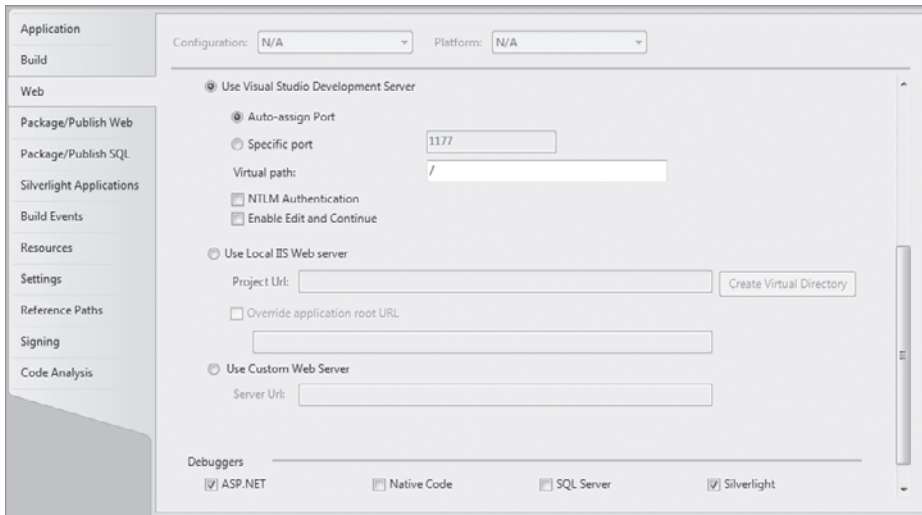 Application
Build
Web
Package/Publish Web
Package/Publish SQL
Silverlight Applications
Build Events
Resources
Settings
Reference Paths
Signing
Code Analysis
Configuration: N/A Platform: N/A
Use Visual Studio Development Server
Auto-assign Port
Specific port 1177
Virtual path: /
NTLM Authentication
Enable Edit and Continue
Use Local IIS Web server
Project Url: Create Virtual Directory
Override application root URL
Use Custom Web Server
Server Url:
Debuggers
ASP.NET Native Code SQL Server Silverlight